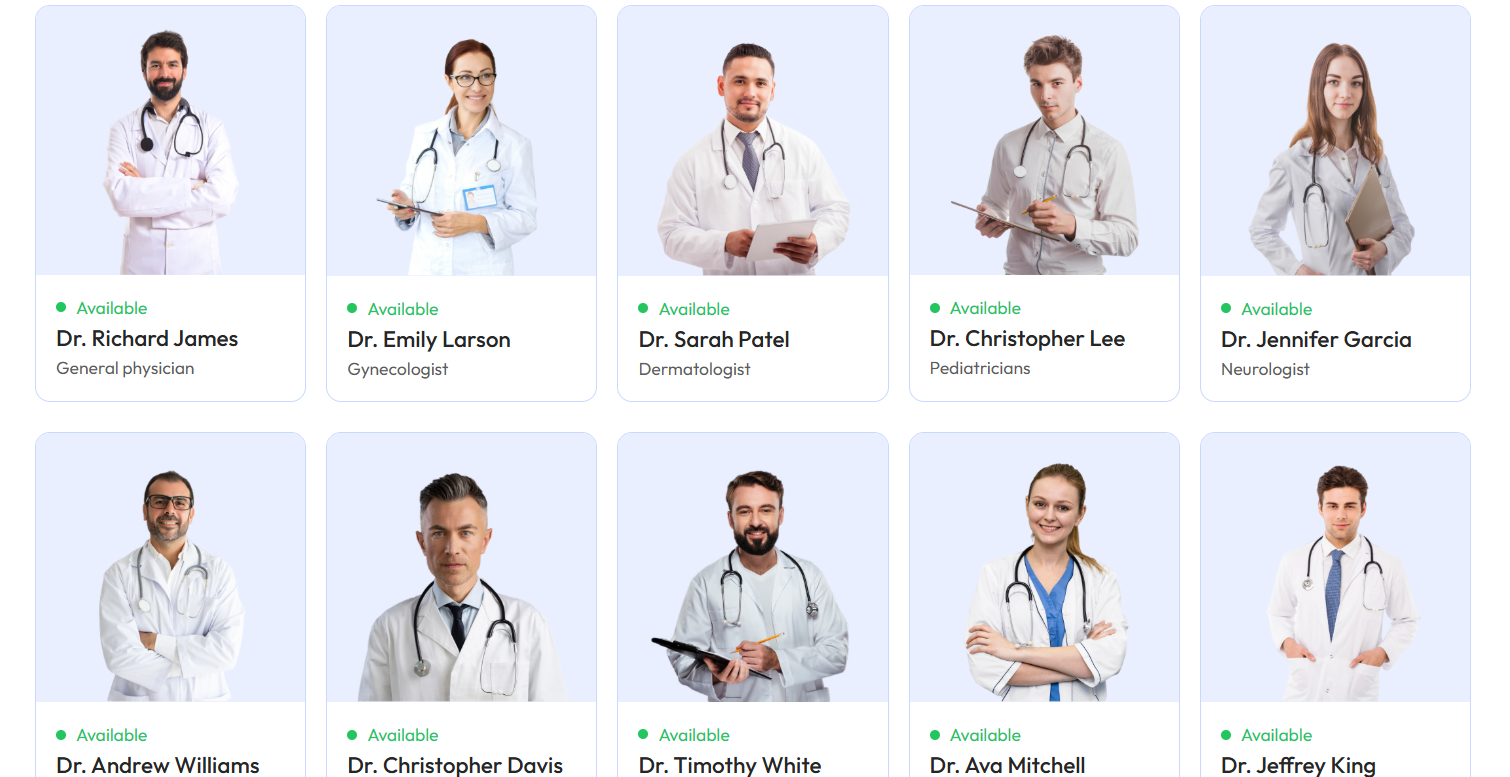 Available
Dr. Richard James
General physician
Available
Dr. Emily Larson
Gynecologist
Available
Dr. Sarah Patel
Dermatologist
Available
Dr. Christopher Lee
Pediatricians
Available
Dr. Jennifer Garcia
Neurologist
Available
Dr. Andrew Williams
Available
Dr. Christopher Davis
Available
Dr. Timothy White
Available
Dr. Ava Mitchell
Available
Dr. Jeffrey King